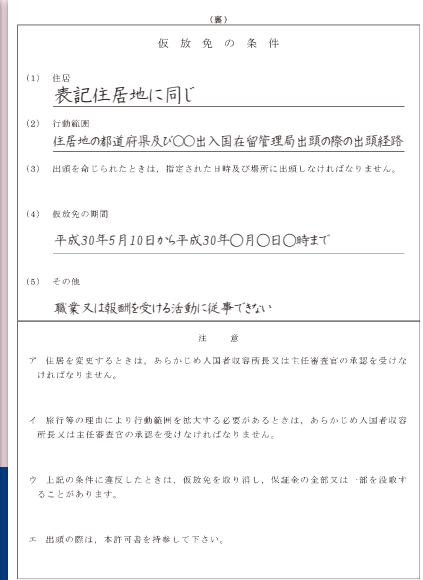 （裏）
仮放免の条件
(1) 住居
表記住居地に同じ
(2) 行動範囲
住居地の都道府県及び〇〇出入国在留管理局出頭の際の出頭経路
(3) 出頭を命じられたときは，指定された日時及び場所に出頭しなければなりません。
(4) 仮放免の期間
平成30年5月10日から平成30年〇月〇日〇時まで
(5) その他
職業又は報酬を受ける活動に従事できない
注意
ア 住居を変更するときは，あらかじめ入国者収容所長又は主任審査官の承認を受けな
ければなりません。
イ 旅行等の理由により行動範囲を拡大する必要があるときは，あらかじめ入国者収容
所長又は主任審査官の承認を受けなければなりません。
ウ 上記の条件に違反したときは，仮放免を取り消し，保証金の全部又は一部を没取す
ることがあります。
エ 出頭の際は，本許可書を持参して下さい。